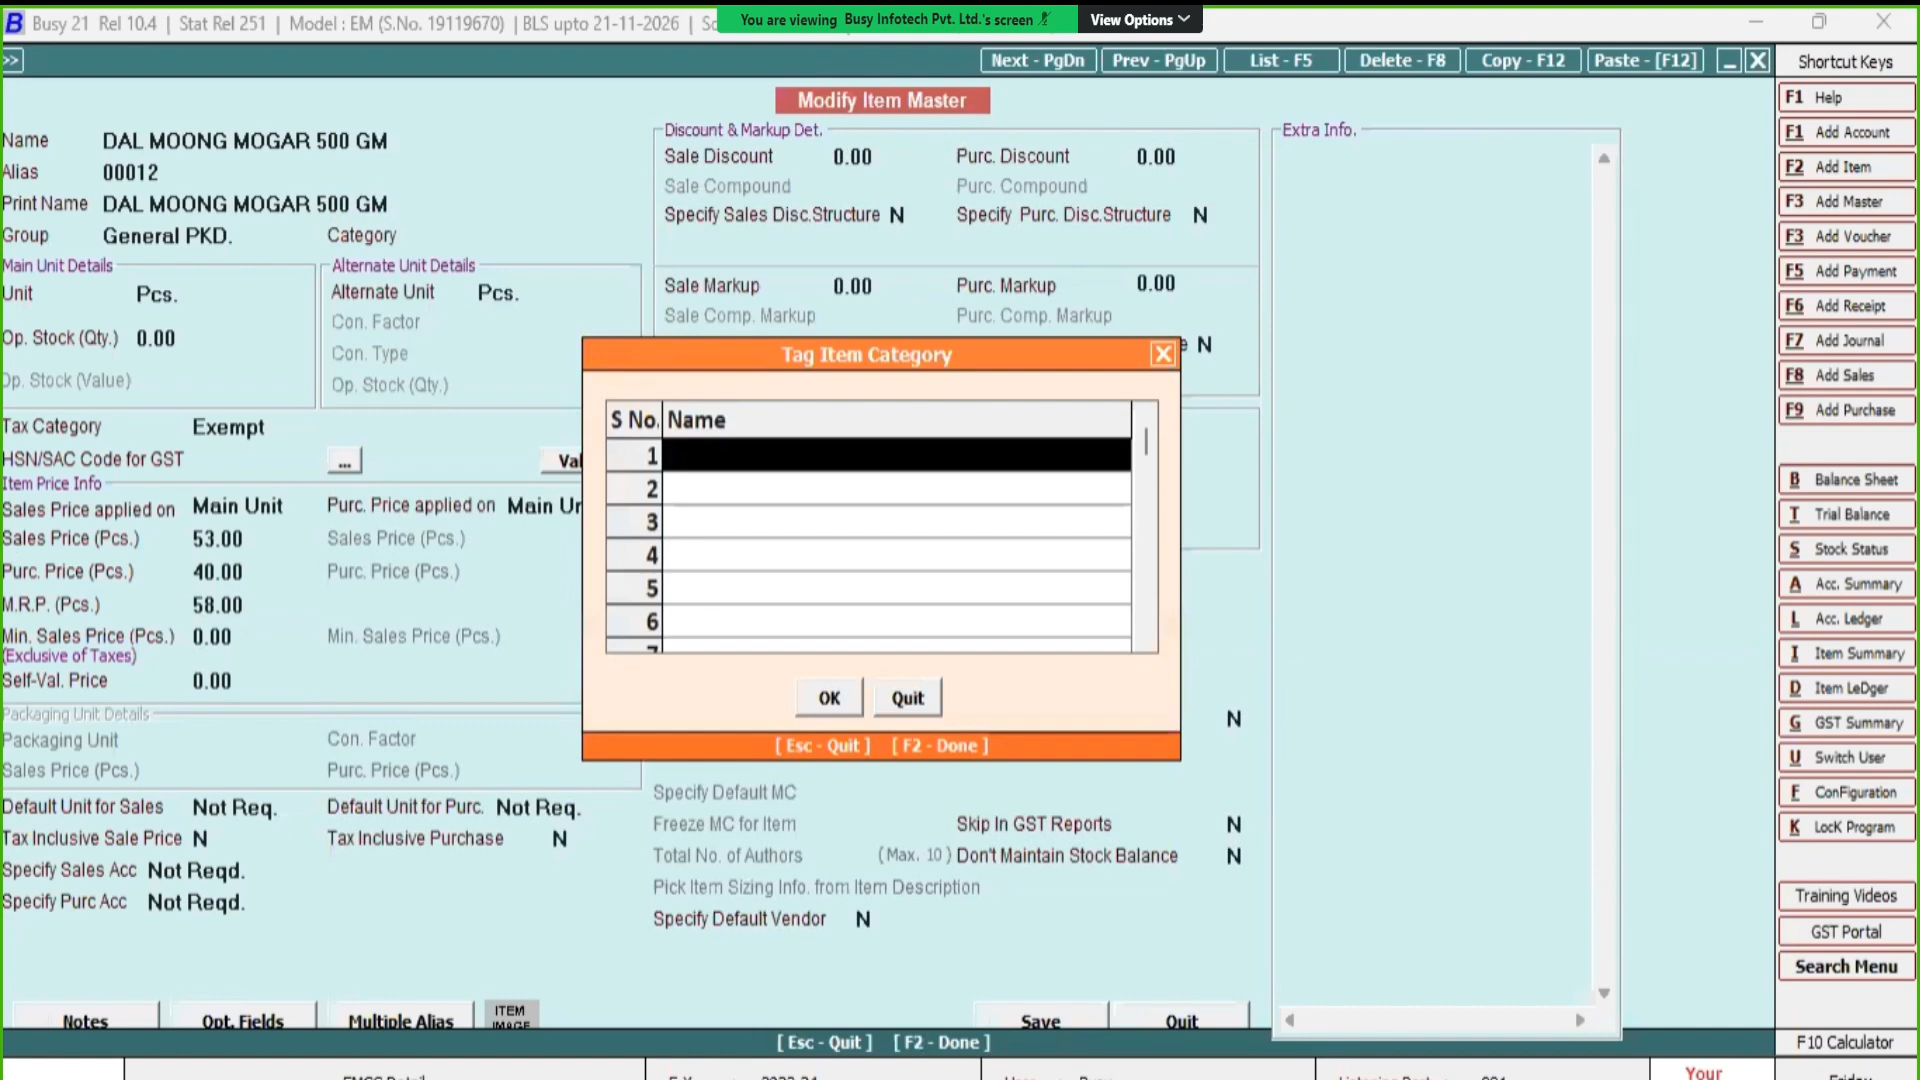 Busy 21 Rel 10.4 | Stat Rel 251 | Model : EM (S.No. 19119670) | BLS upto 21-11-2026
You are viewing Busy Infotech Pvt. Ltd.'s screen
View Options
>>
Next - PgDn
Prev - PgUp
List - F5
Delete - F8
Copy - F12
Paste - [F12]
Modify Item Master
Name DAL MOONG MOGAR 500 GM
Alias 00012
Print Name DAL MOONG MOGAR 500 GM
Group General PKD. Category
Main Unit Details
Unit Pcs.
Op. Stock (Qty.) 0.00
Op. Stock (Value)
Alternate Unit Details
Alternate Unit Pcs.
Con. Factor
Con. Type
Op. Stock (Qty.)
Tax Category Exempt
HSN/SAC Code for GST ...
Item Price Info
Sales Price applied on Main Unit Purc. Price applied on
Sales Price (Pcs.) 53.00 Sales Price (Pcs.)
Purc. Price (Pcs.) 40.00 Purc. Price (Pcs.)
M.R.P. (Pcs.) 58.00
Min. Sales Price (Pcs.) 0.00 Min. Sales Price (Pcs.)
(Exclusive of Taxes)
Self-Val. Price 0.00
Packaging Unit Details
Packaging Unit Con. Factor
Sales Price (Pcs.) Purc. Price (Pcs.)
Default Unit for Sales Not Req. Default Unit for Purc. Not Req.
Tax Inclusive Sale Price N Tax Inclusive Purchase N
Specify Sales Acc Not Reqd.
Specify Purc Acc Not Reqd.
Notes
Opt. Fields
Multiple Alias
ITEM
IMAGE
Discount & Markup Det.
Sale Discount 0.00 Purc. Discount 0.00
Sale Compound Purc. Compound
Specify Sales Disc.Structure N Specify Purc. Disc.Structure N
Sale Markup 0.00 Purc. Markup 0.00
Sale Comp. Markup Purc. Comp. Markup
N
Tag Item Category
S No. Name
1
2
3
4
5
6
7
OK
Quit
[ Esc - Quit ] [ F2 - Done ]
N
Specify Default MC
Freeze MC for Item Skip In GST Reports N
Total No. of Authors (Max. 10) Don't Maintain Stock Balance N
Pick Item Sizing Info. from Item Description
Specify Default Vendor N
Save
Quit
Extra Info.
[ Esc - Quit ] [ F2 - Done ]
Shortcut Keys
F1 Help
F1 Add Account
F2 Add Item
F3 Add Master
F3 Add Voucher
F5 Add Payment
F6 Add Receipt
F7 Add Journal
F8 Add Sales
F9 Add Purchase
B Balance Sheet
T Trial Balance
S Stock Status
A Acc. Summary
L Acc. Ledger
I Item Summary
D Item LeDger
G GST Summary
U Switch User
F ConFiguration
K LocK Program
Training Videos
GST Portal
Search Menu
F10 Calculator
Your